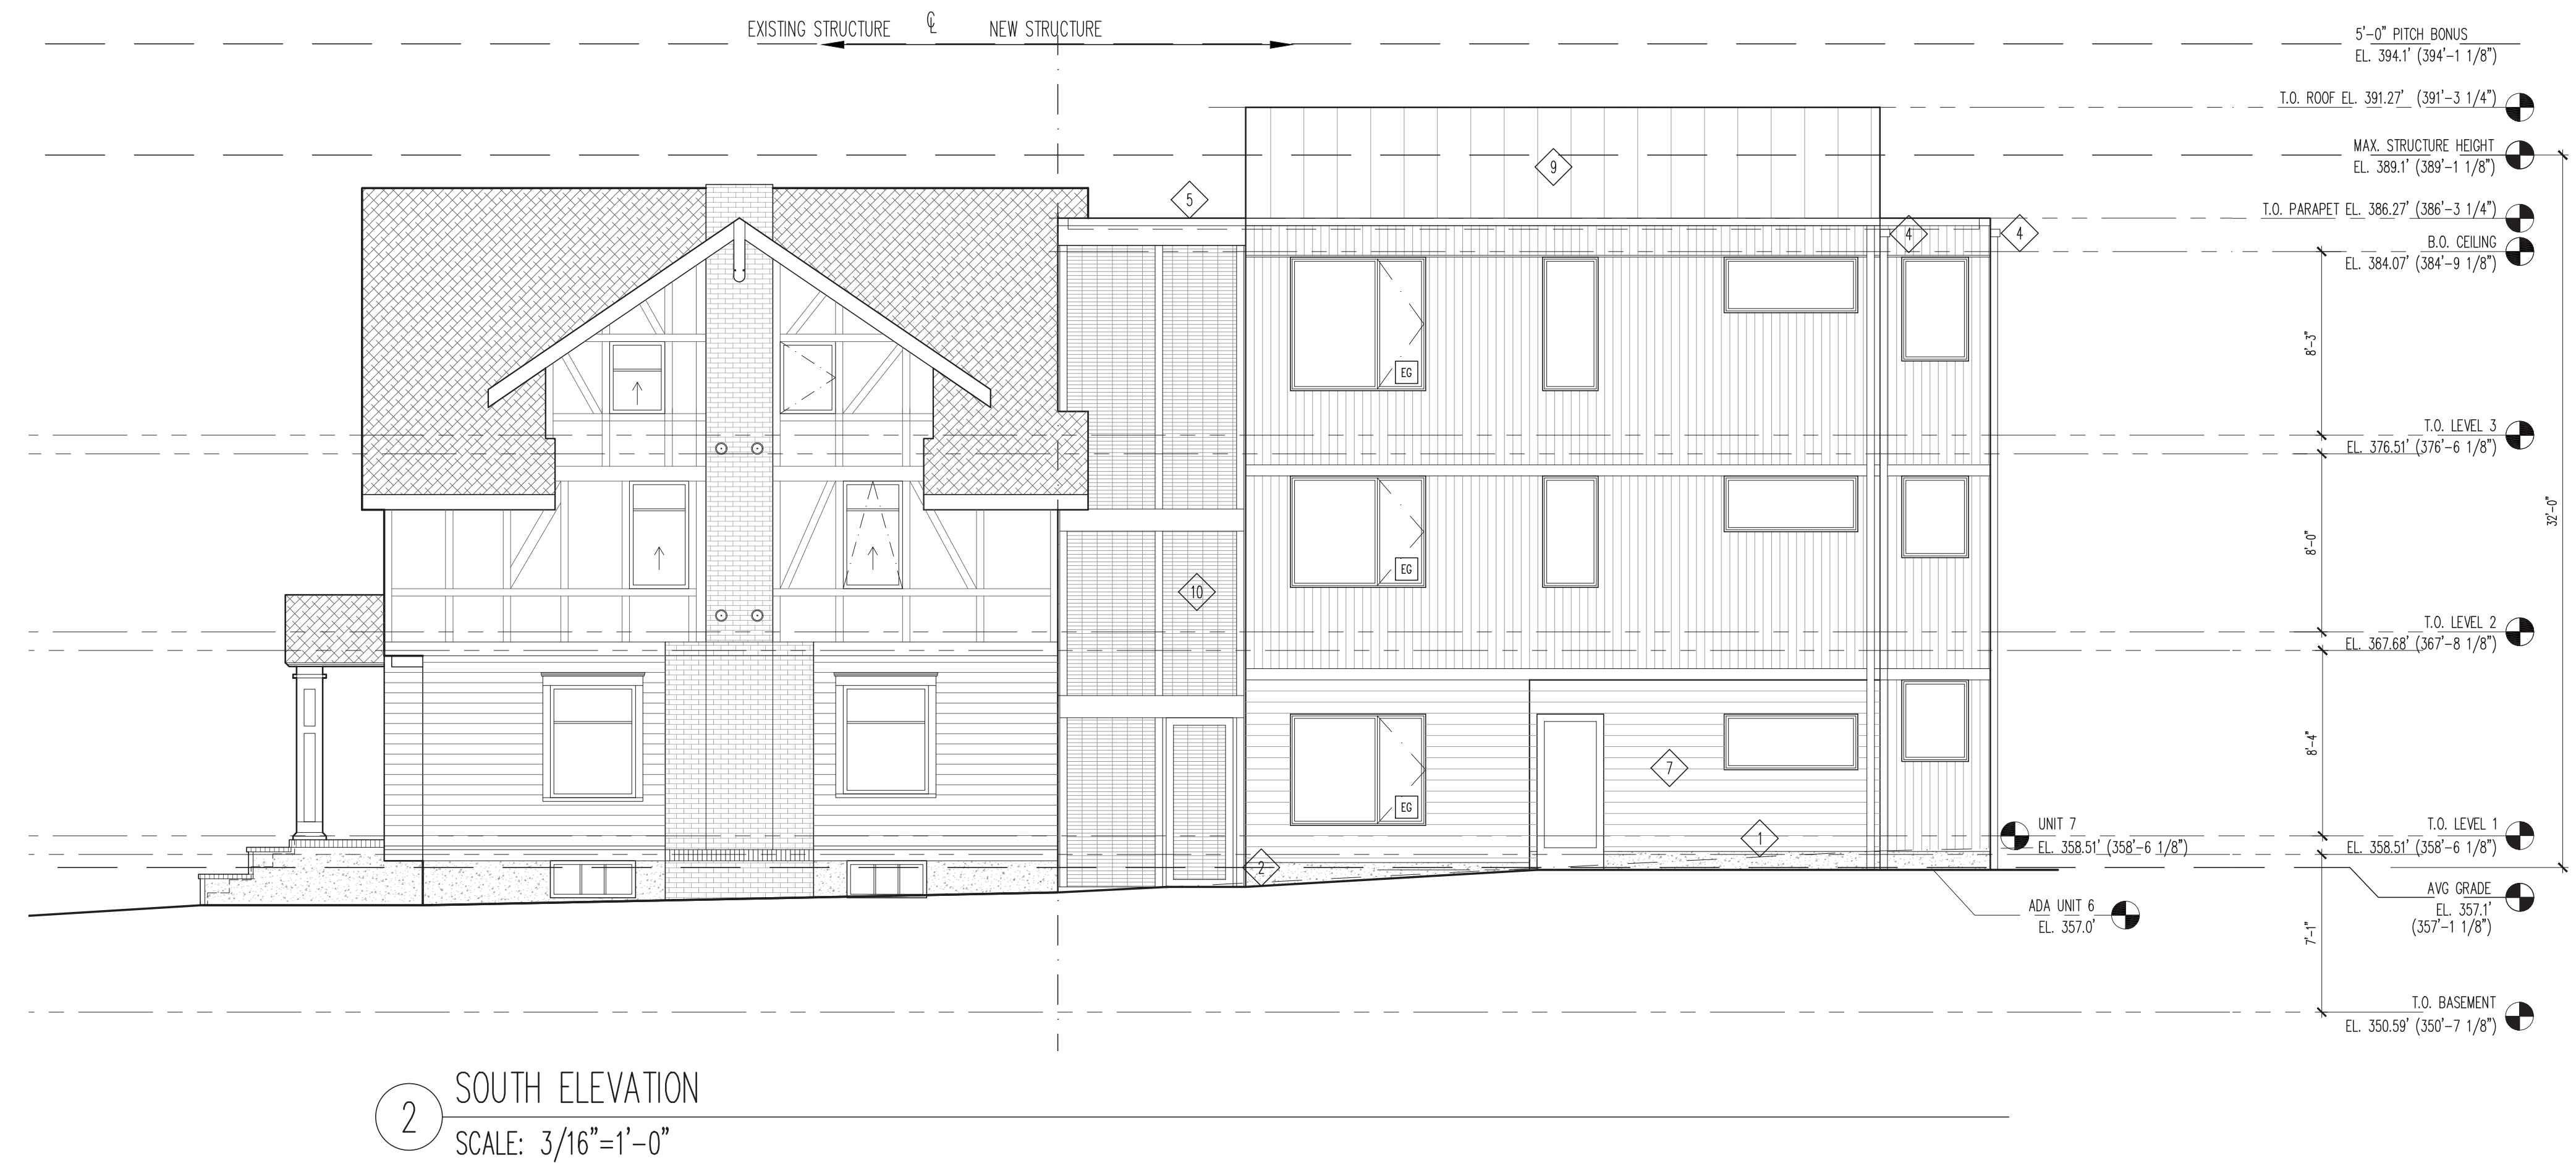 EXISTING STRUCTURE ℄ NEW STRUCTURE
5'-0" PITCH BONUS
EL. 394.1' (394'-1 1/8")
T.O. ROOF EL. 391.27' (391'-3 1/4")
MAX. STRUCTURE HEIGHT
EL. 389.1' (389'-1 1/8")
9
5
T.O. PARAPET EL. 386.27' (386'-3 1/4")
4
4
B.O. CEILING
EL. 384.07' (384'-9 1/8")
8'-3"
EG
T.O. LEVEL 3
EL. 376.51' (376'-6 1/8")
32'-0"
8'-0"
EG
10
T.O. LEVEL 2
EL. 367.68' (367'-8 1/8")
8'-4"
7
EG
1
UNIT 7
EL. 358.51' (358'-6 1/8")
T.O. LEVEL 1
EL. 358.51' (358'-6 1/8")
2
AVG GRADE
EL. 357.1'
(357'-1 1/8")
ADA UNIT 6
EL. 357.0'
7'-1"
T.O. BASEMENT
EL. 350.59' (350'-7 1/8")
2
SOUTH ELEVATION
SCALE: 3/16"=1'-0"